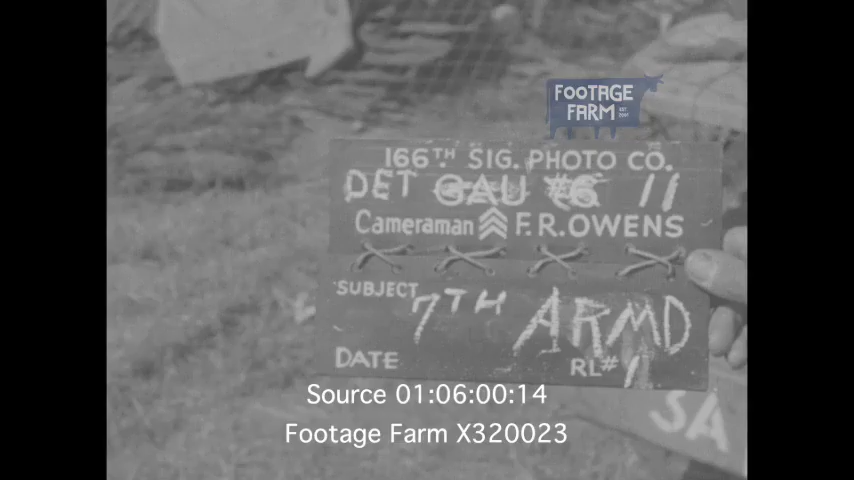 FOOTAGE
FARM
166TH SIG. PHOTO CO.
DET GAU #6 11
Cameraman F.R. OWENS
SUBJECT 7TH ARMD
DATE RL# 1
SA
Source 01:06:00:14
Footage Farm X320023